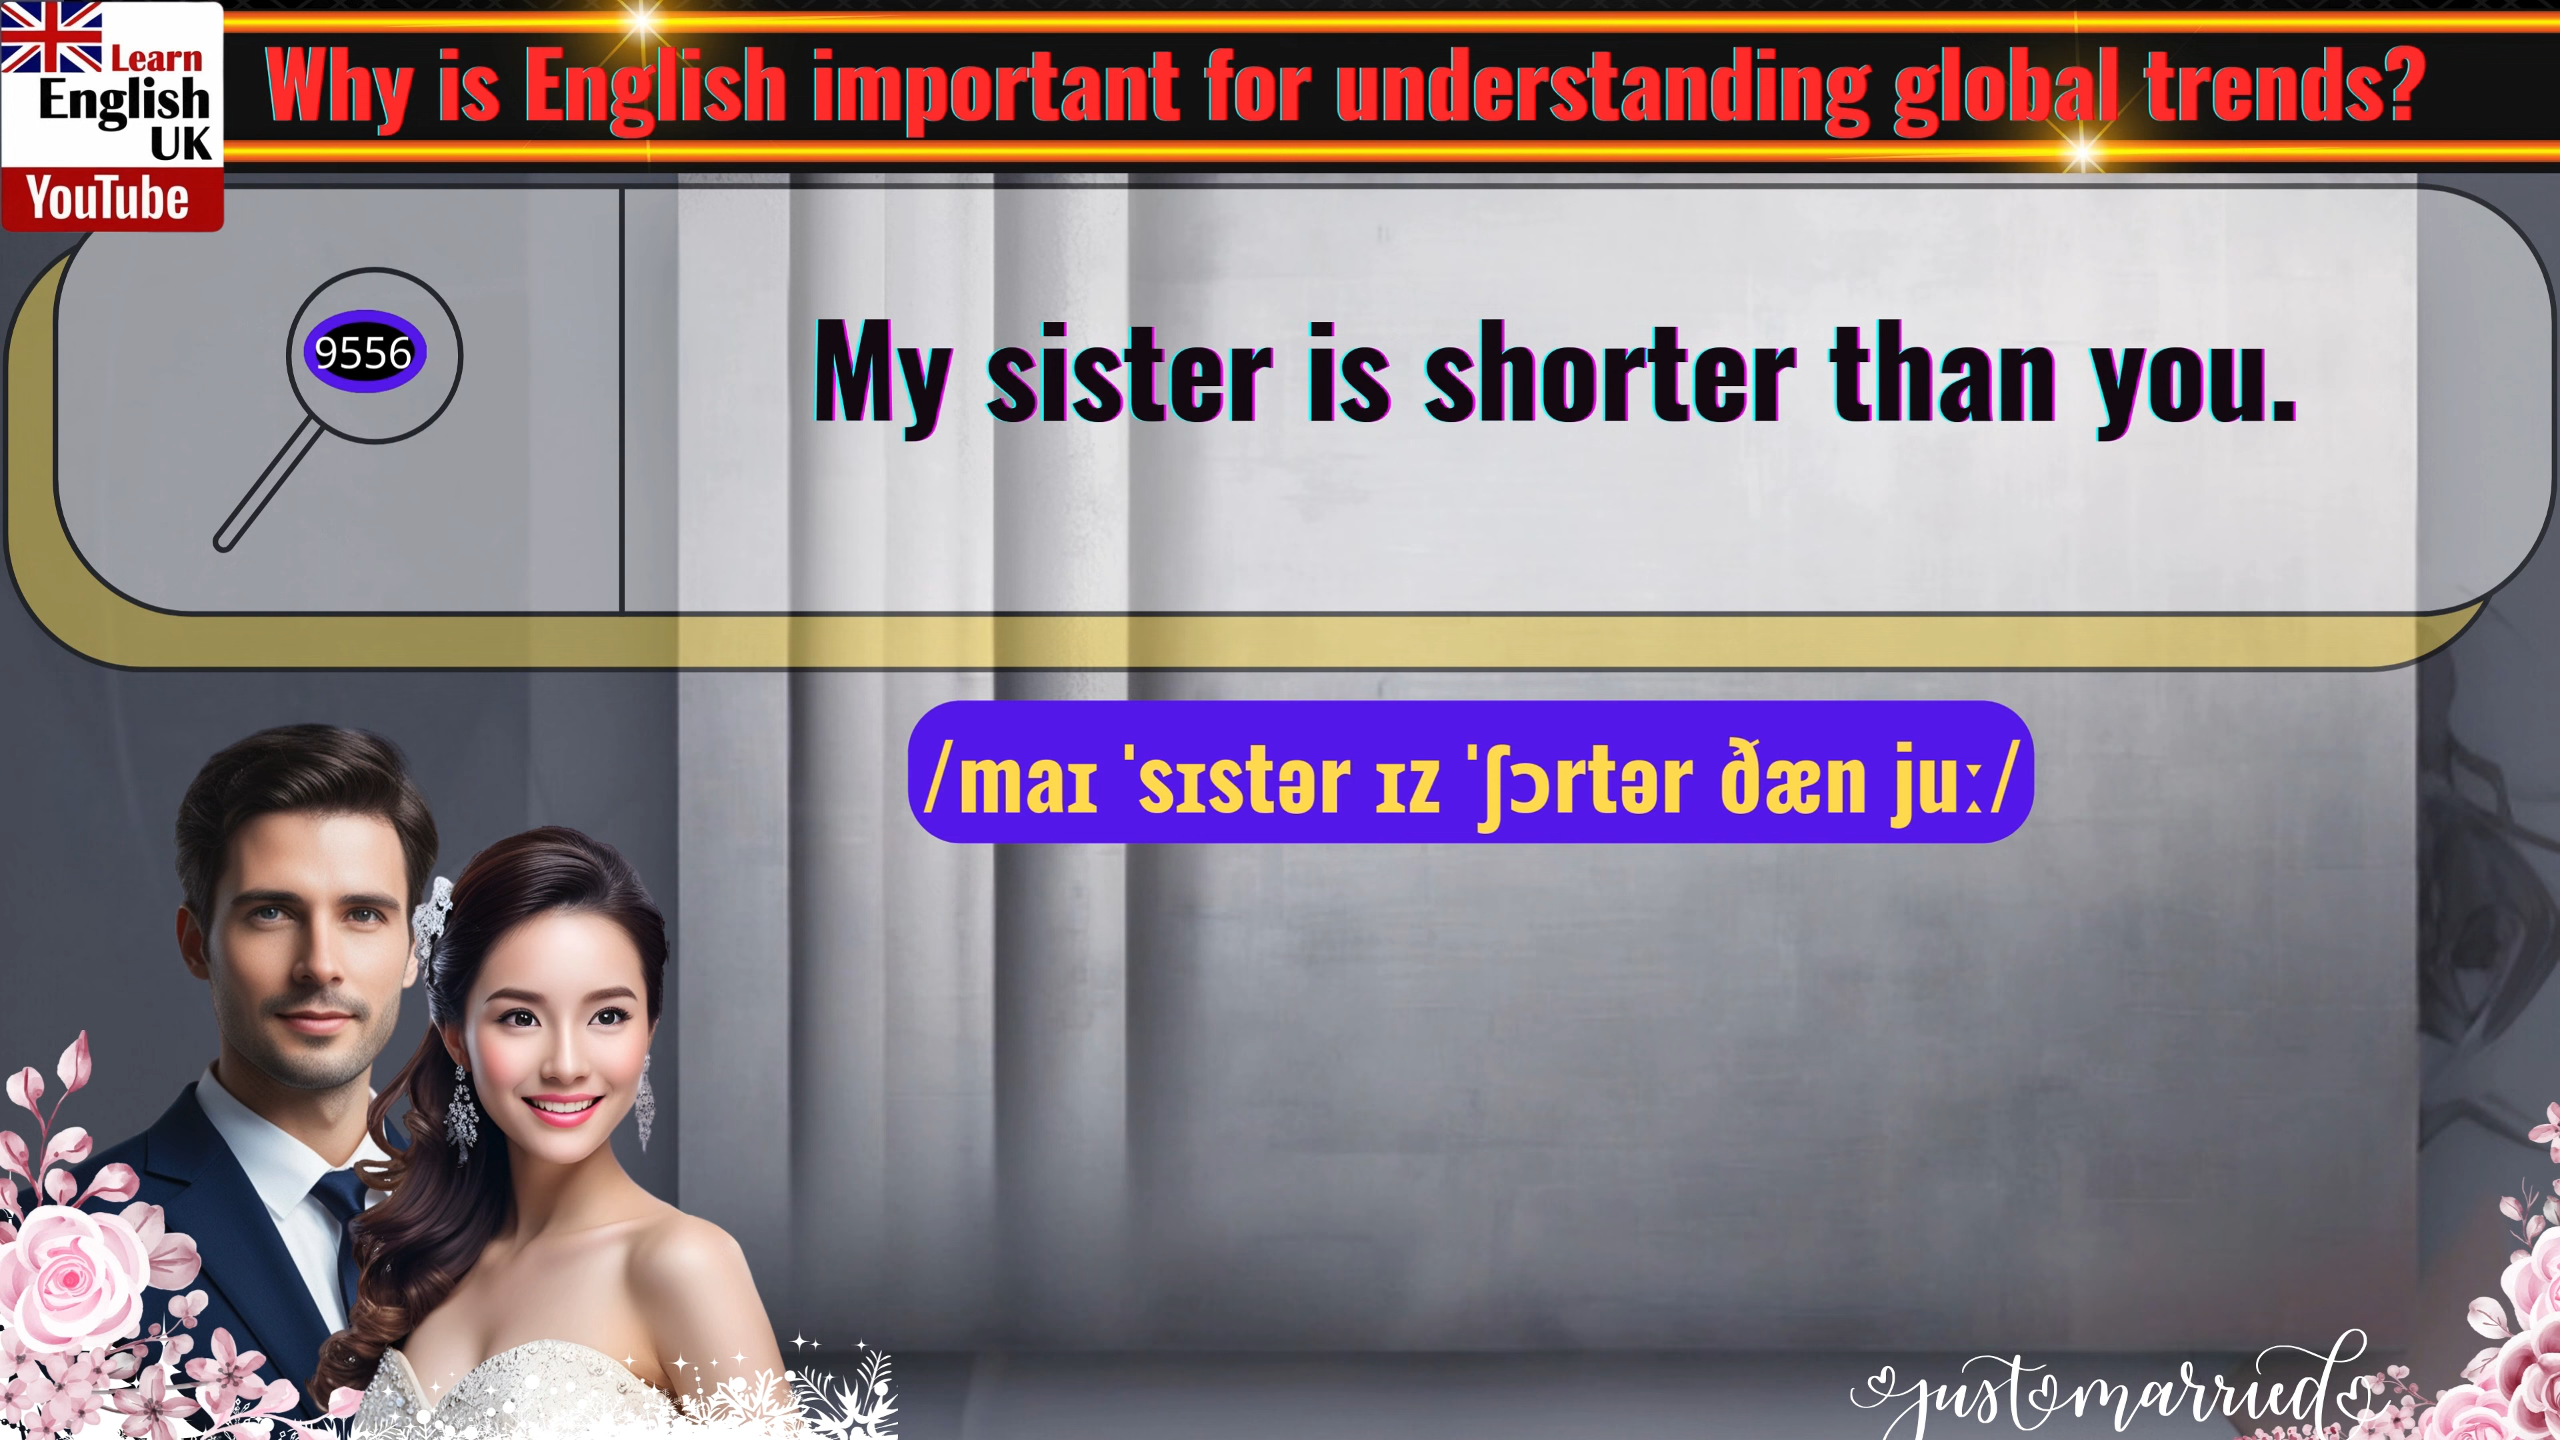 Learn
English
UK
YouTube
Why is English important for understanding global trends?
9556
My sister is shorter than you.
/maɪ ˈsɪstər ɪz ˈʃɔrtər ðæn juː/
just married